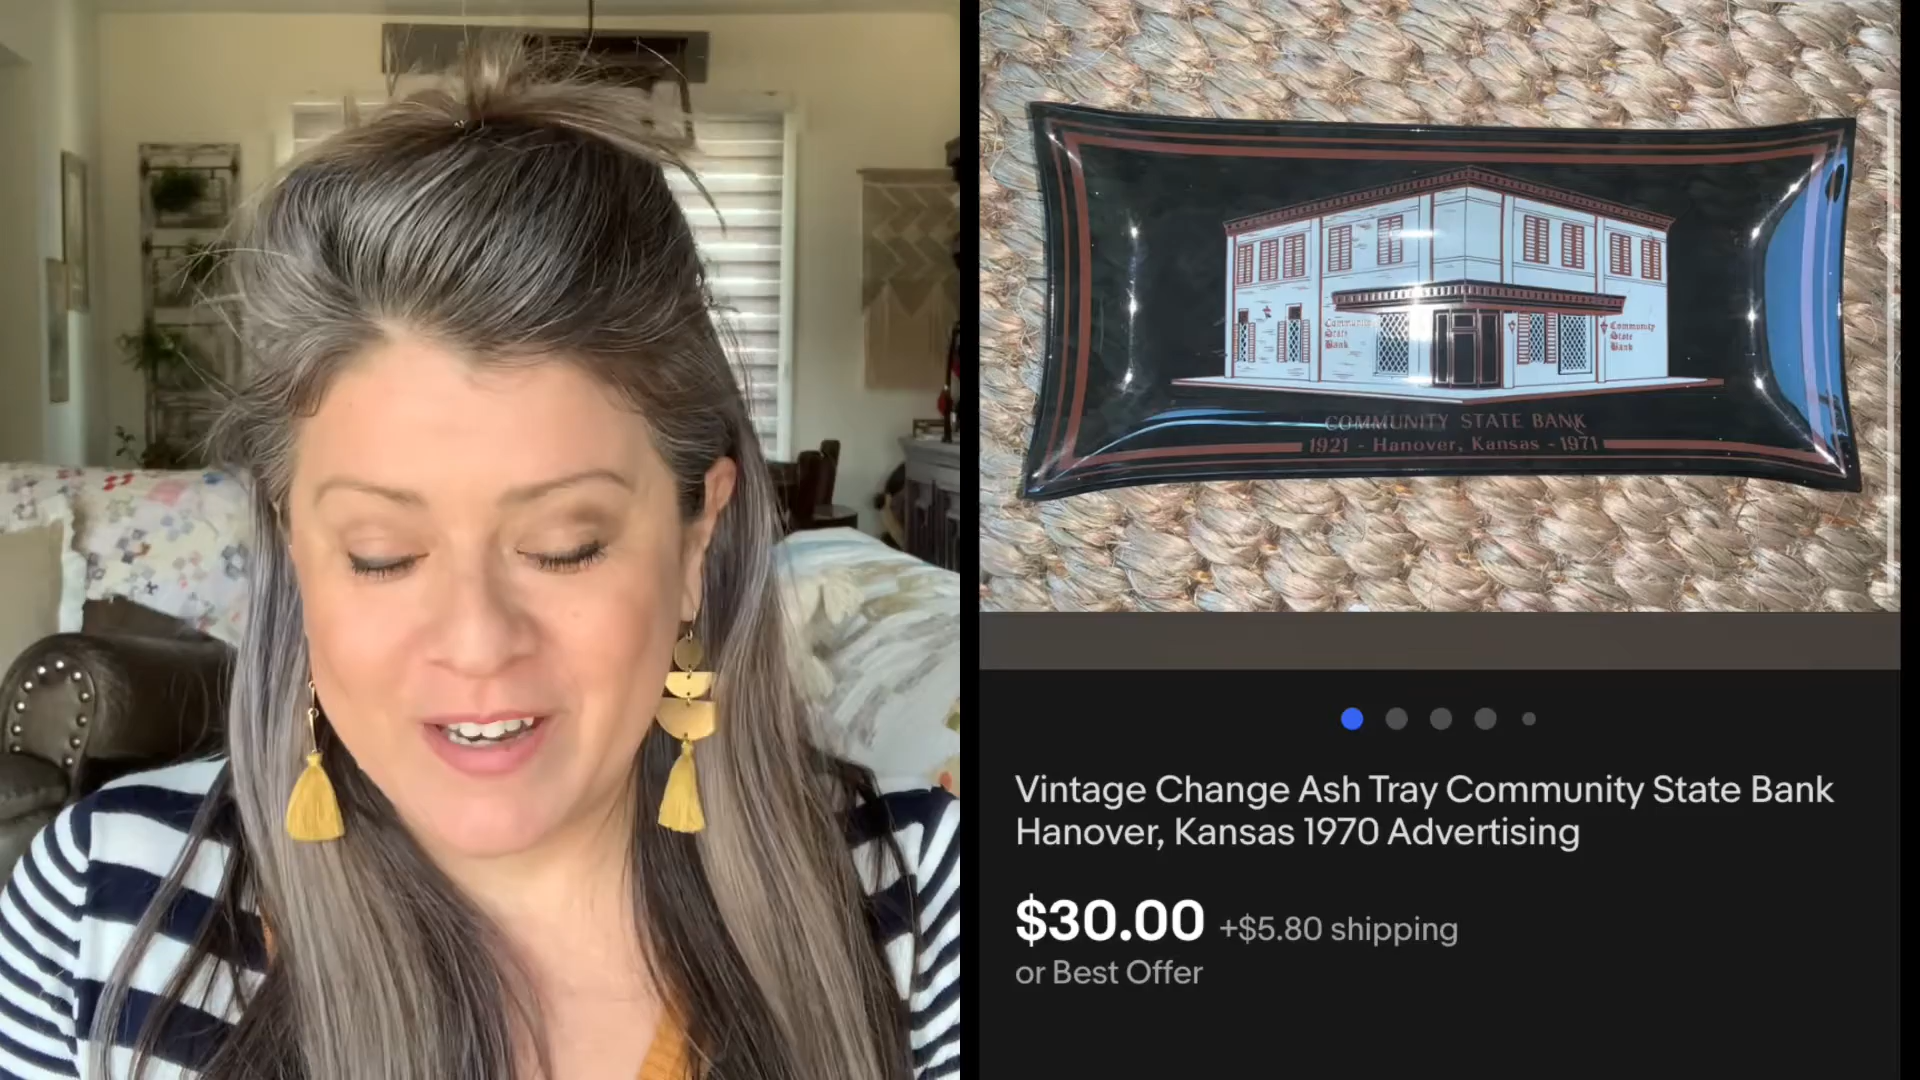 Community
State
Bank
Community
State
Bank
COMMUNITY STATE BANK
1921 - Hanover, Kansas - 1971
Vintage Change Ash Tray Community State Bank
Hanover, Kansas 1970 Advertising
$30.00 +$5.80 shipping
or Best Offer